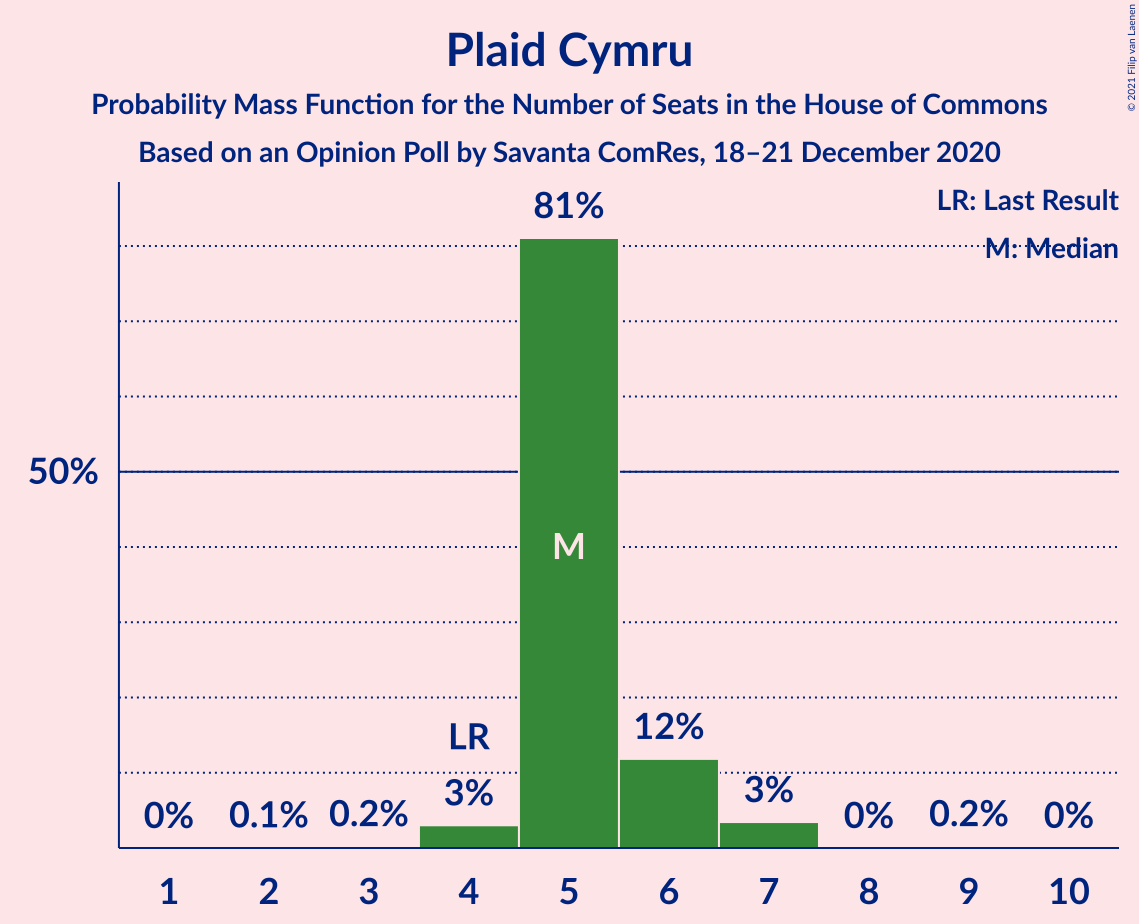 Plaid Cymru
Probability Mass Function for the Number of Seats in the House of Commons
Based on an Opinion Poll by Savanta ComRes, 18–21 December 2020
© 2021 Filip van Laenen
LR: Last Result
M: Median
81%
50%
M
LR
12%
3%
3%
0%
0.1%
0.2%
0%
0.2%
0%
1 2 3 4 5 6 7 8 9 10